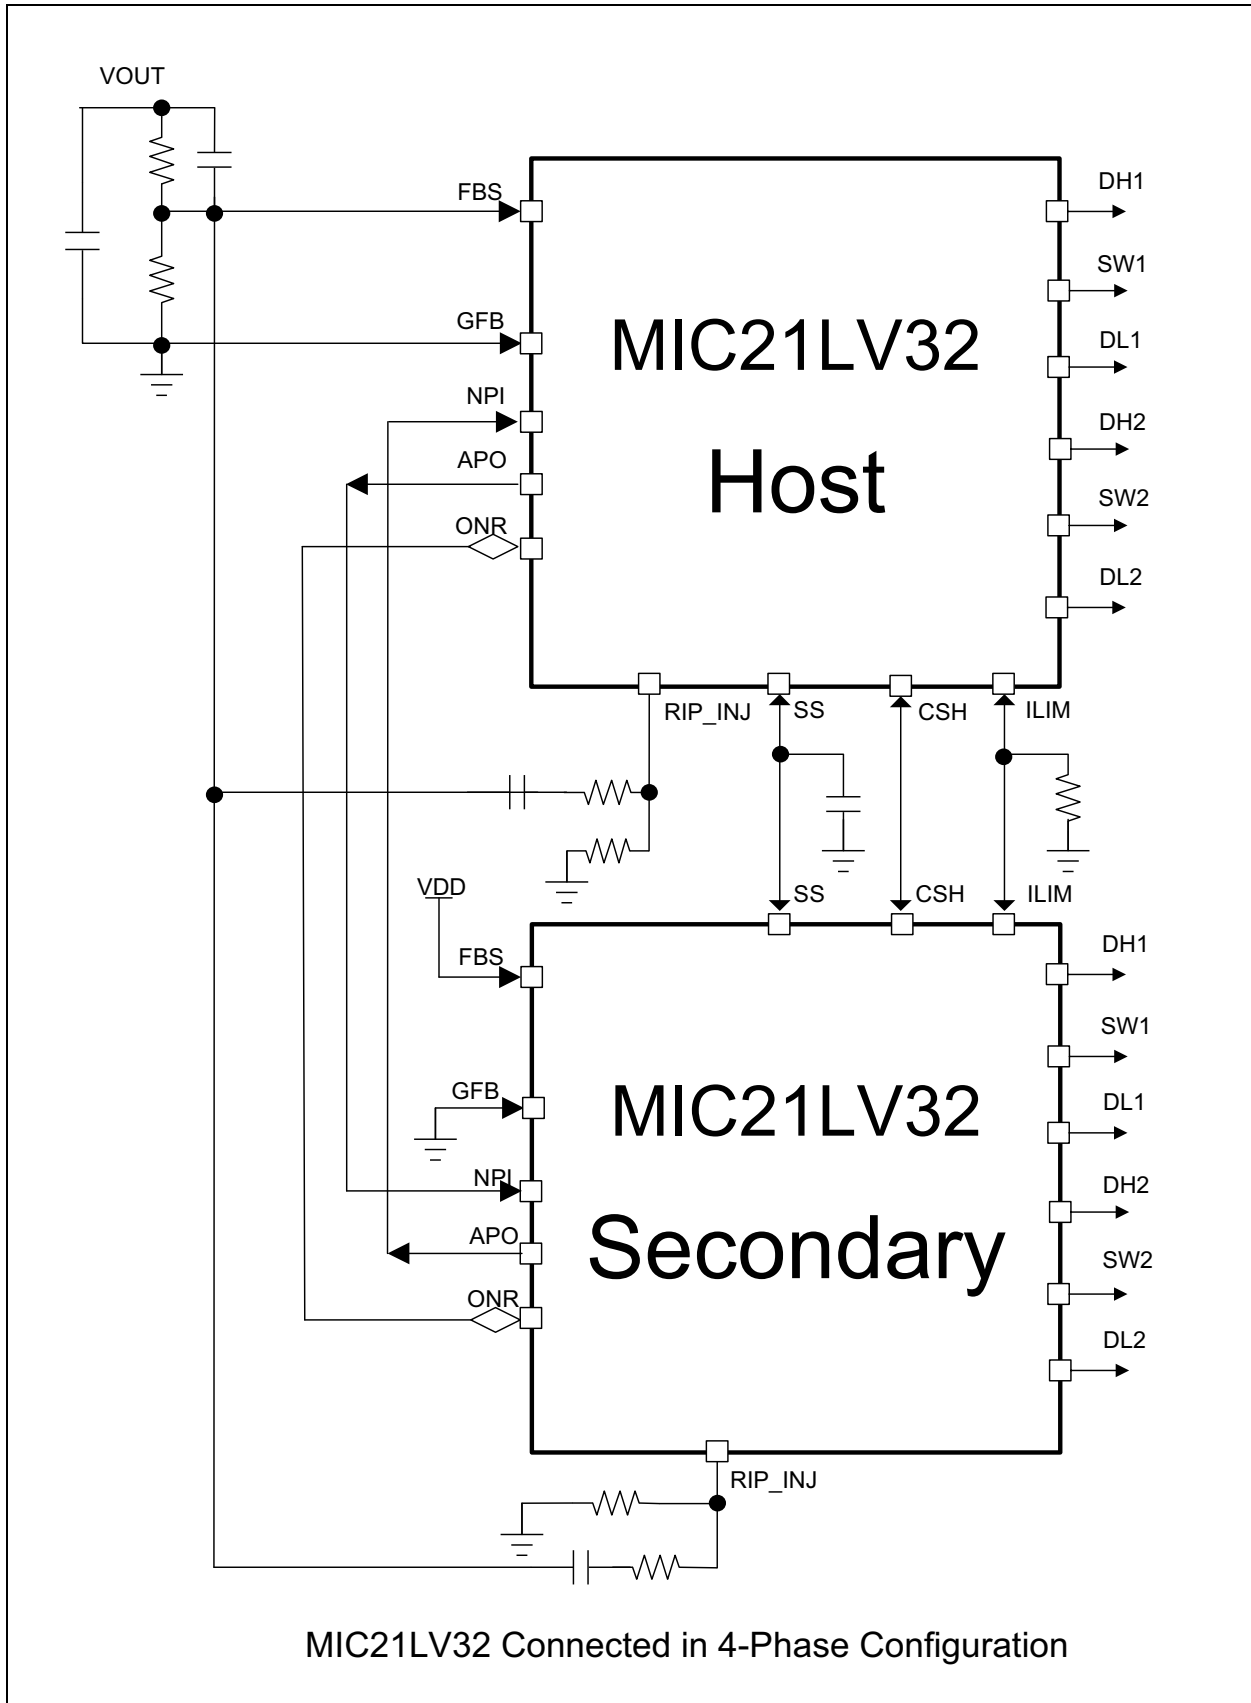 VOUT
FBS
GFB
NPI
APO
ONR
MIC21LV32
Host
DH1
SW1
DL1
DH2
SW2
DL2
RIP_INJ
SS
CSH
ILIM
SS
CSH
ILIM
VDD
FBS
GFB
NPI
APO
ONR
MIC21LV32
Secondary
DH1
SW1
DL1
DH2
SW2
DL2
RIP_INJ
MIC21LV32 Connected in 4-Phase Configuration